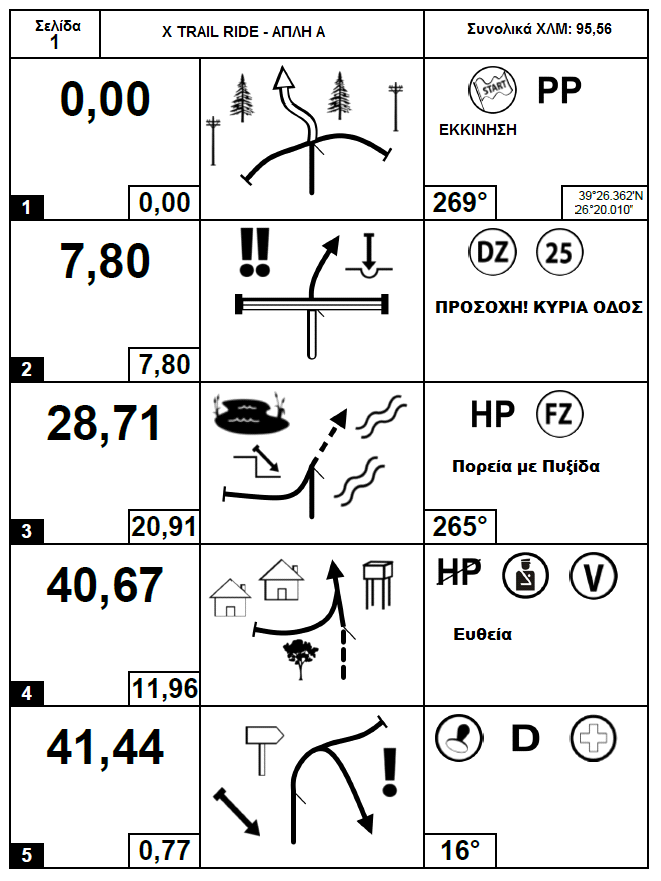 Σελίδα
1
X TRAIL RIDE - ΑΠΛΗ Α
Συνολικά ΧΛΜ: 95,56
0,00
1
0,00
START PP
ΕΚΚΙΝΗΣΗ
269°
39°26.362'N
26°20.010"
7,80
2
7,80
!!
DZ 25
ΠΡΟΣΟΧΗ! ΚΥΡΙΑ ΟΔΟΣ
28,71
3
20,91
HP FZ
Πορεία με Πυξίδα
265°
40,67
4
11,96
HP V
Ευθεία
41,44
5
0,77
!
D
16°